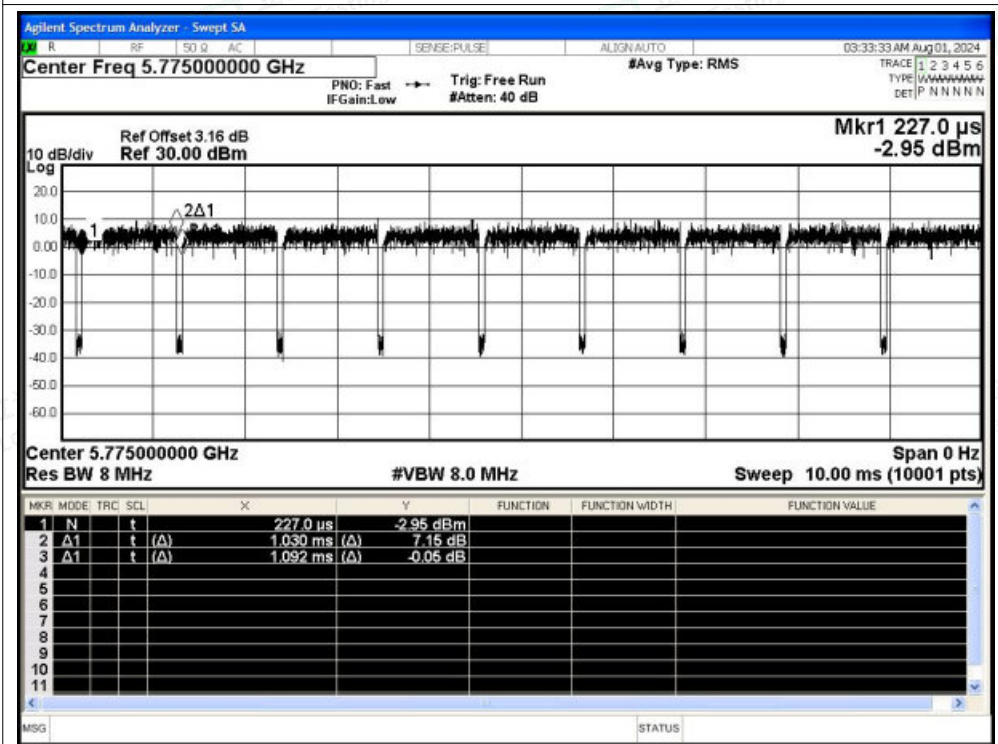 Agilent Spectrum Analyzer - Swept SA
R RF 50 Ω AC SENSE:PULSE ALIGN AUTO 03:33:33 AM Aug 01, 2024
Center Freq 5.775000000 GHz #Avg Type: RMS TRACE 1 2 3 4 5 6
PNO: Fast Trig: Free Run TYPE
IFGain:Low #Atten: 40 dB DET P N N N N N
Mkr1 227.0 µs
Ref Offset 3.16 dB
10 dB/div Ref 30.00 dBm -2.95 dBm
Log
20.0
2Δ1
10.0
1
0.00
-10.0
-20.0
-30.0
-40.0
-50.0
-60.0
Center 5.775000000 GHz Span 0 Hz
Res BW 8 MHz #VBW 8.0 MHz Sweep 10.00 ms (10001 pts)
MKR MODE TRC SCL X Y FUNCTION FUNCTION WIDTH FUNCTION VALUE
1 N t 227.0 µs -2.95 dBm
2 Δ1 t (Δ) 1.030 ms (Δ) 7.15 dB
3 Δ1 t (Δ) 1.092 ms (Δ) -0.05 dB
4
5
6
7
8
9
10
11
MSG STATUS